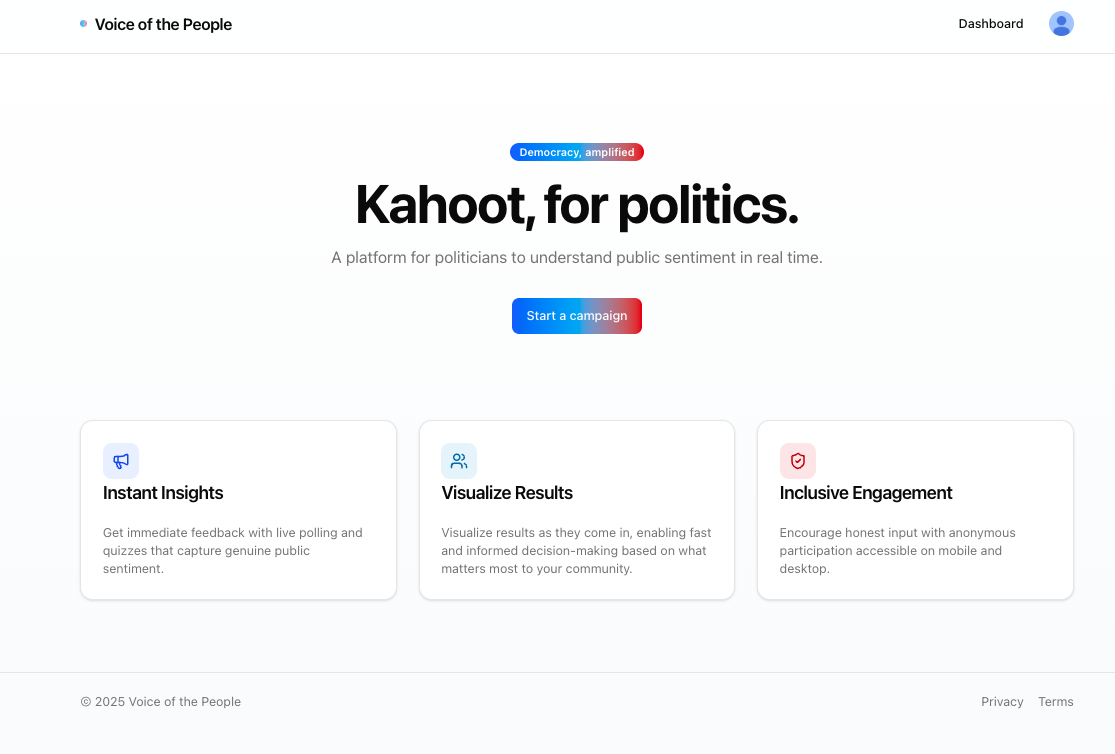 Voice of the People
Dashboard
Democracy, amplified
Kahoot, for politics.
A platform for politicians to understand public sentiment in real time.
Start a campaign
Instant Insights
Get immediate feedback with live polling and
quizzes that capture genuine public
sentiment.
Visualize Results
Visualize results as they come in, enabling fast
and informed decision-making based on what
matters most to your community.
Inclusive Engagement
Encourage honest input with anonymous
participation accessible on mobile and
desktop.
© 2025 Voice of the People
Privacy
Terms